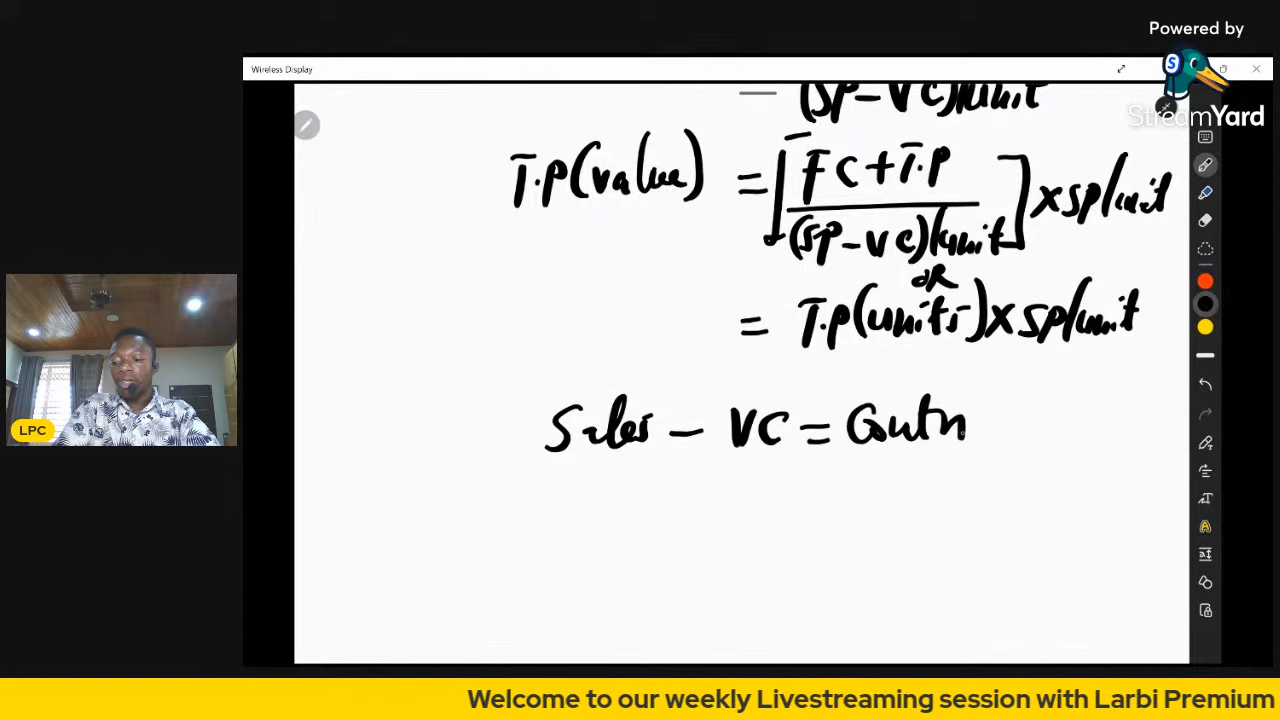 Powered by
StreamYard
Wireless Display
(SP-VC)/unit
T.P(value) = [FC+T.P
(SP-VC)/unit] x SP/unit
OR
= T.P(units) x SP/unit
Sales - VC = Contn
LPC
Welcome to our weekly Livestreaming session with Larbi Premium